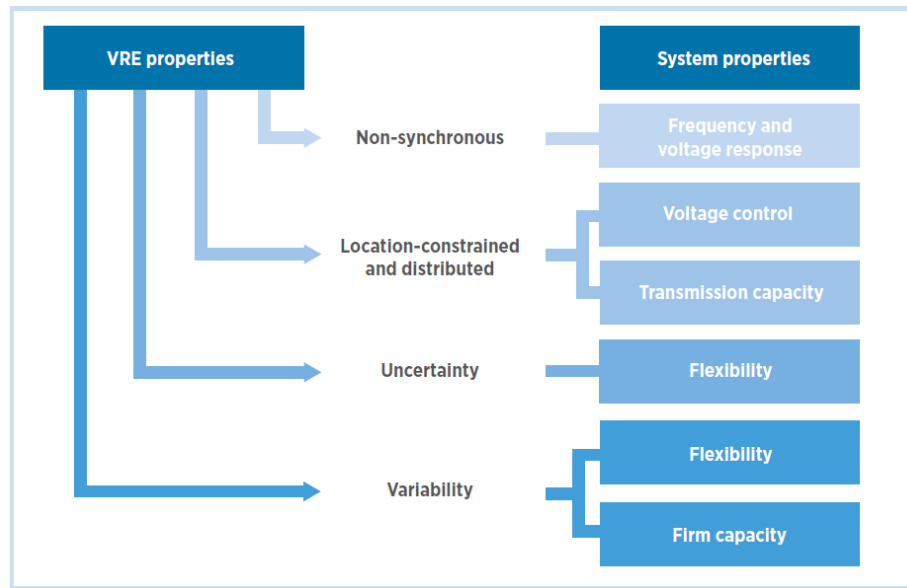 VRE properties
System properties
Non-synchronous
Frequency and
voltage response
Location-constrained
and distributed
Voltage control
Transmission capacity
Uncertainty
Flexibility
Variability
Flexibility
Firm capacity